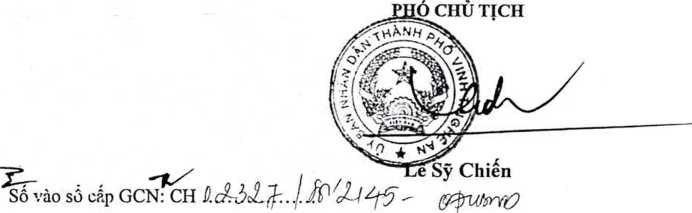 PHÓ CHỦ TỊCH
ỦY BAN NHÂN DÂN THÀNH PHỐ VINH NGHỆ AN
Lê Sỹ Chiến
Số vào sổ cấp GCN: CH 02327